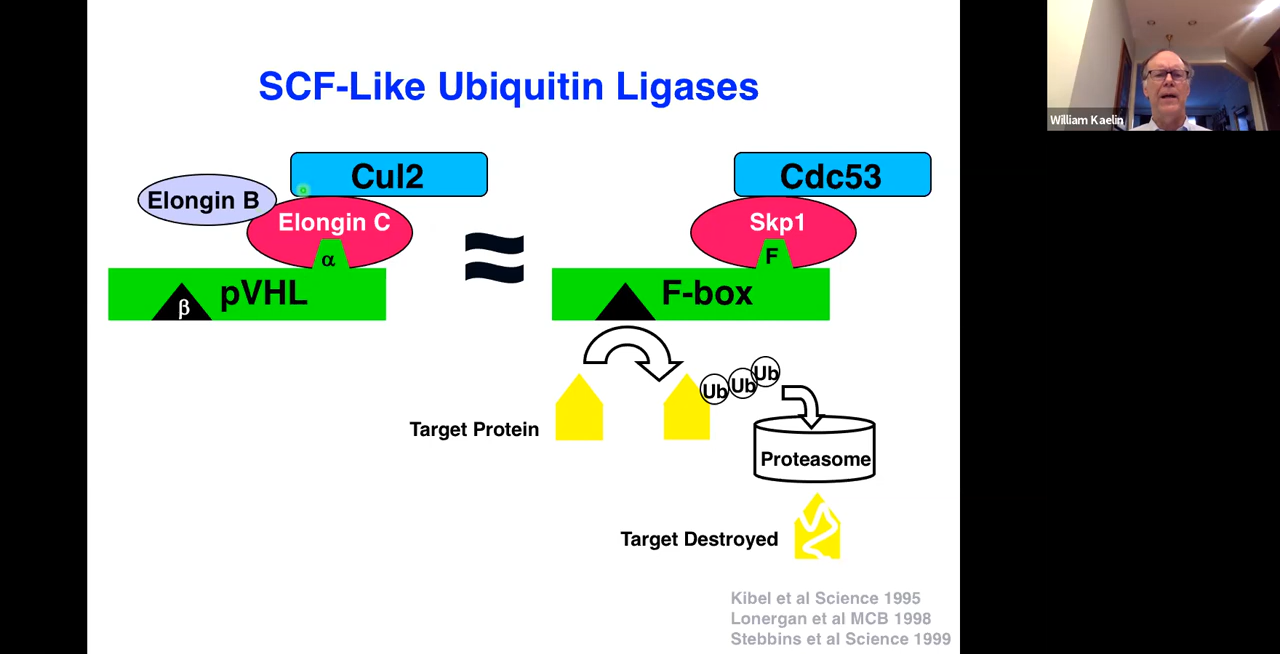 SCF-Like Ubiquitin Ligases
William Kaelin
Cul2
Elongin B
Elongin C
α
pVHL
β
≈
Cdc53
Skp1
F
F-box
Ub Ub Ub
Target Protein
Proteasome
Target Destroyed
Kibel et al Science 1995
Lonergan et al MCB 1998
Stebbins et al Science 1999